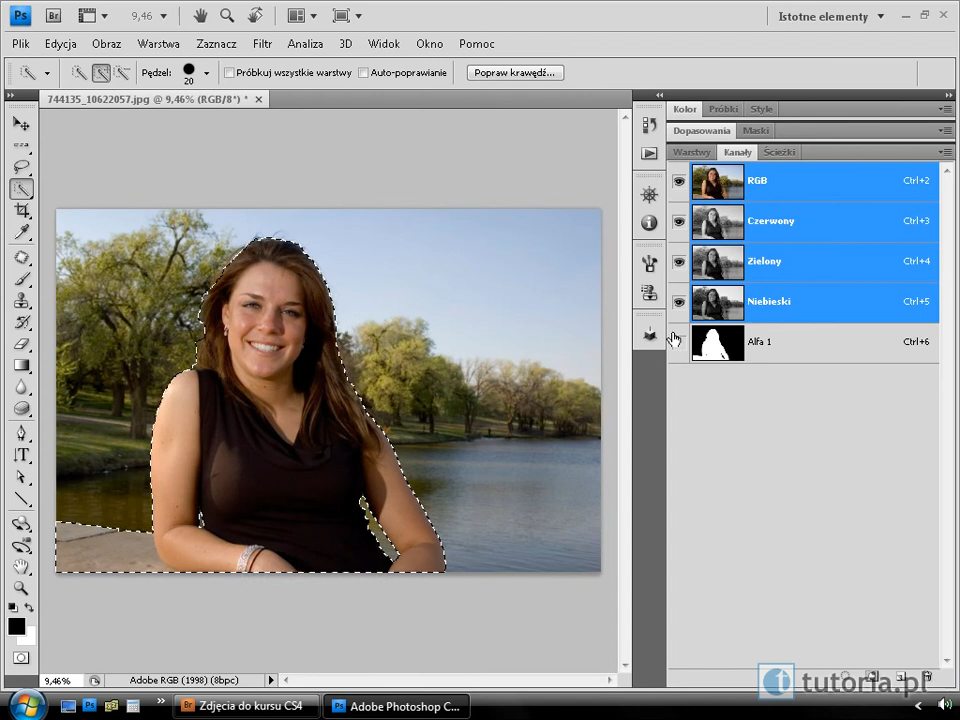 Ps Br 9,46 Istotne elementy
Plik Edycja Obraz Warstwa Zaznacz Filtr Analiza 3D Widok Okno Pomoc
Pędzel: 20 Próbkuj wszystkie warstwy Auto-poprawianie Popraw krawędź...
744135_10622057.jpg @ 9,46% (RGB/8*) *
Kolor Próbki Style
Dopasowania Maski
Warstwy Kanały Ścieżki
RGB Ctrl+2
Czerwony Ctrl+3
Zielony Ctrl+4
Niebieski Ctrl+5
Alfa 1 Ctrl+6
9,46% Adobe RGB (1998) (8bpc)
tutoria.pl
Zdjęcia do kursu CS4 Adobe Photoshop C...